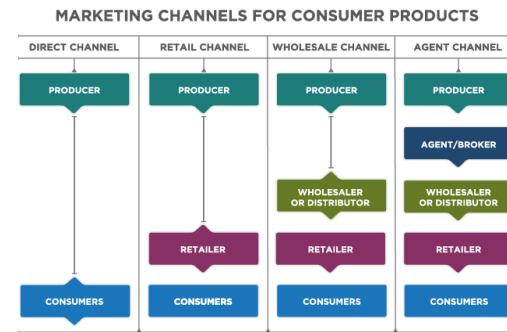 MARKETING CHANNELS FOR CONSUMER PRODUCTS
DIRECT CHANNEL
RETAIL CHANNEL
WHOLESALE CHANNEL
AGENT CHANNEL
PRODUCER
PRODUCER
PRODUCER
PRODUCER
AGENT/BROKER
WHOLESALER
OR DISTRIBUTOR
WHOLESALER
OR DISTRIBUTOR
RETAILER
RETAILER
RETAILER
CONSUMERS
CONSUMERS
CONSUMERS
CONSUMERS